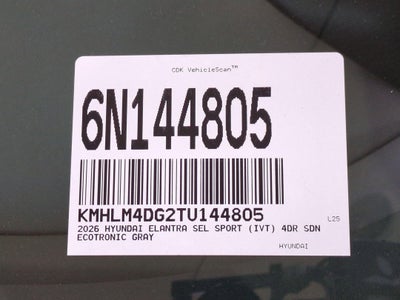 CDK VehicleScan™
6N144805
KMHLM4DG2TU144805
L25
2026 HYUNDAI ELANTRA SEL SPORT (IVT) 4DR SDN
ECOTRONIC GRAY
HYUNDAI